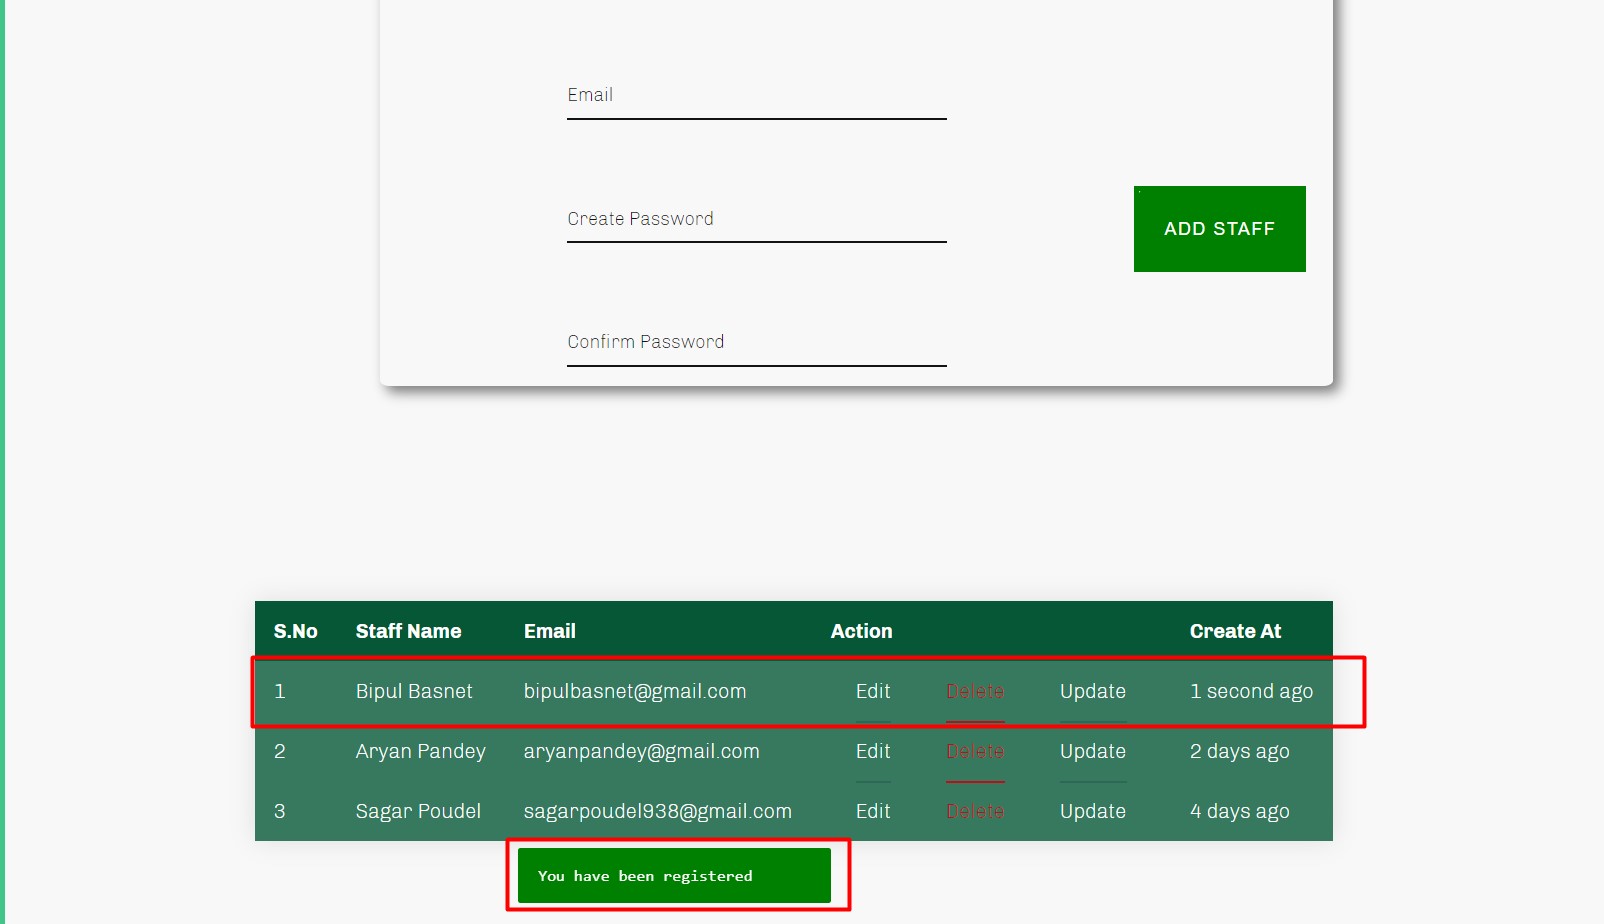 Email
Create Password
ADD STAFF
Confirm Password
S.No Staff Name Email Action Create At
1 Bipul Basnet bipulbasnet@gmail.com Edit Delete Update 1 second ago
2 Aryan Pandey aryanpandey@gmail.com Edit Delete Update 2 days ago
3 Sagar Poudel sagarpoudel938@gmail.com Edit Delete Update 4 days ago
You have been registered